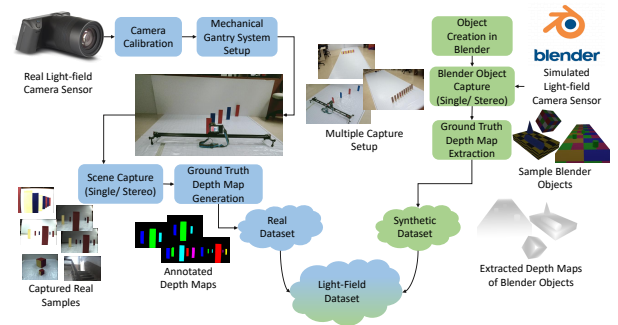 Camera
Calibration
Mechanical
Gantry System
Setup
Real Light-field
Camera Sensor
Object
Creation in
Blender
blender
Simulated
Light-field
Camera Sensor
Blender Object
Capture
(Single/ Stereo)
Multiple Capture
Setup
Ground Truth
Depth Map
Extraction
Sample Blender
Objects
Scene Capture
(Single/ Stereo)
Ground Truth
Depth Map
Generation
Captured Real
Samples
Annotated
Depth Maps
Real
Dataset
Synthetic
Dataset
Extracted Depth Maps
of Blender Objects
Light-Field
Dataset